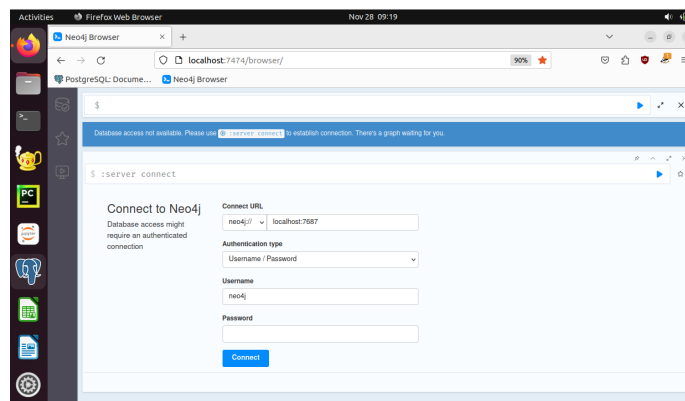 Activities Firefox Web Browser Nov 28 09:19
Neo4j Browser × +
localhost:7474/browser/ 90%
PostgreSQL: Docume... Neo4j Browser
$
Database access not available. Please use :server connect to establish connection. There's a graph waiting for you.
$ :server connect
Connect to Neo4j
Database access might
require an authenticated
connection
Connect URL
neo4j:// localhost:7687
Authentication type
Username / Password
Username
neo4j
Password
Connect
PC
jupyter